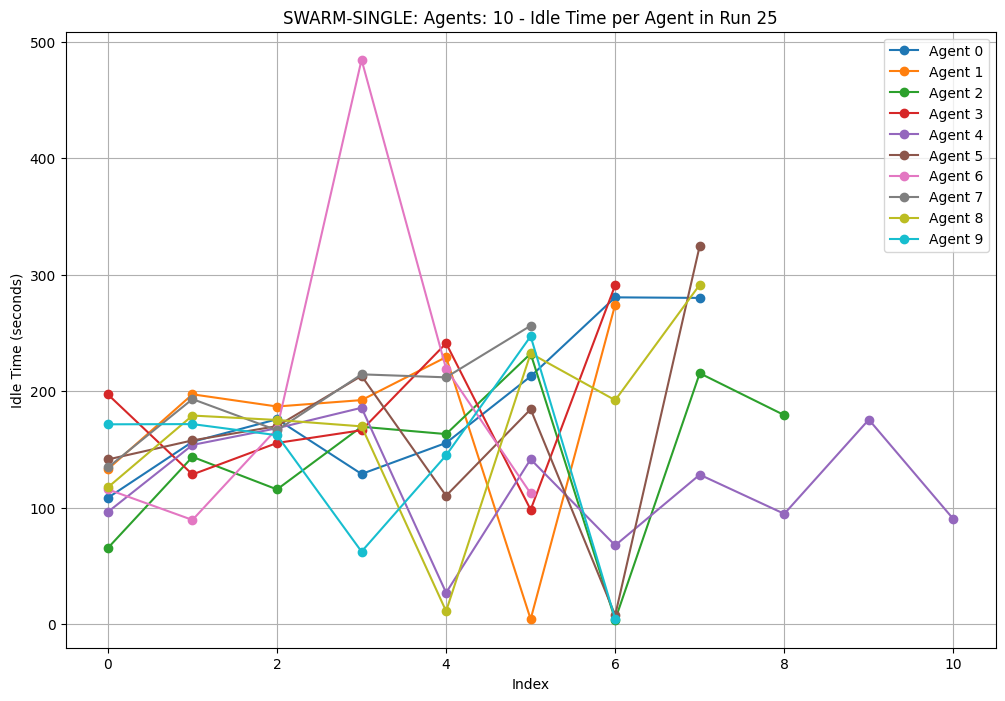 SWARM-SINGLE: Agents: 10 - Idle Time per Agent in Run 25
500
400
300
200
100
0
Idle Time (seconds)
0 2 4 6 8 10
Index
Agent 0
Agent 1
Agent 2
Agent 3
Agent 4
Agent 5
Agent 6
Agent 7
Agent 8
Agent 9